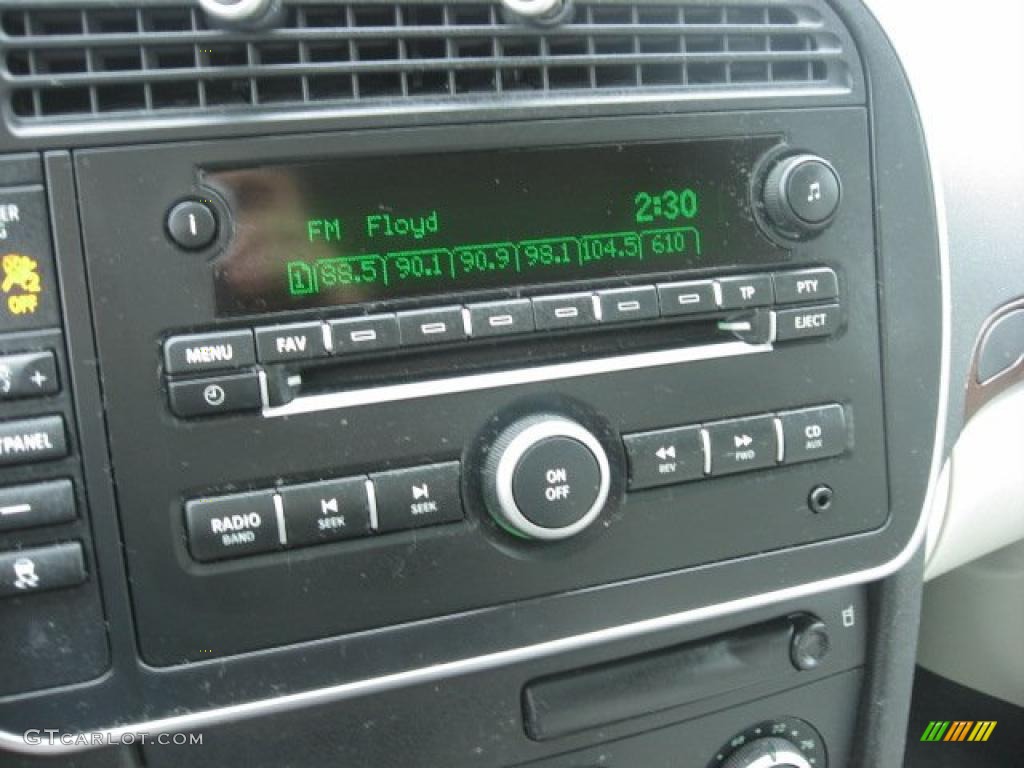 FM Floyd 2:30
1 88.5 90.1 90.9 98.1 104.5 610
i
OFF
MENU FAV TP PTY
EJECT
TPANEL
RADIO
BAND
SEEK
SEEK
ON
OFF
REV
FWD
CD
AUX
GTCarLot.com